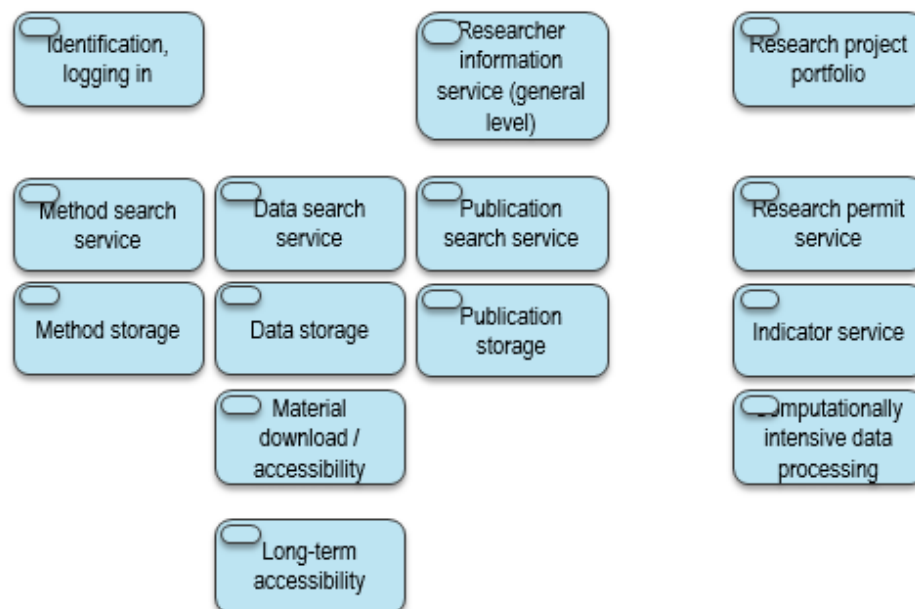 Identification,
logging in
Researcher
information
service (general
level)
Research project
portfolio
Method search
service
Data search
service
Publication
search service
Research permit
service
Method storage
Data storage
Publication
storage
Indicator service
Material
download /
accessibility
Computationally
intensive data
processing
Long-term
accessibility